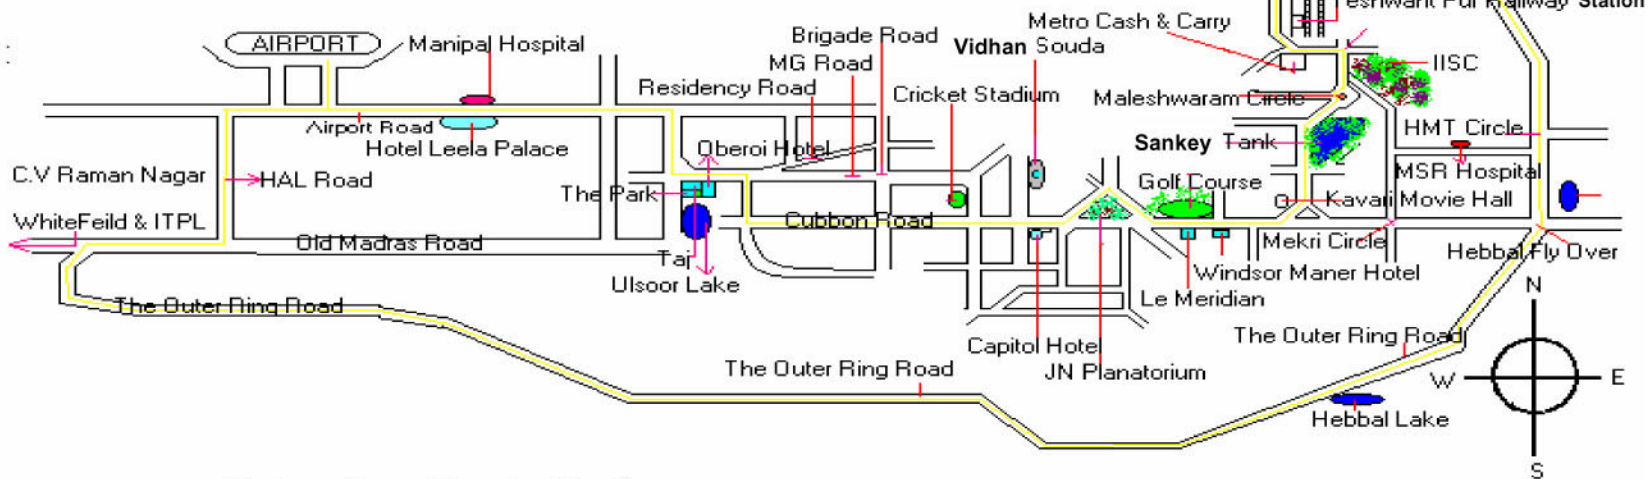 Railway Station
Metro Cash & Carry
Brigade Road
Vidhan Souda
AIRPORT
Manipal Hospital
MG Road
IISC
Residency Road
Cricket Stadium
Maleshwaram Circle
Airport Road
HMT Circle
Hotel Leela Palace
Oberoi Hotel
Sankey Tank
C.V Raman Nagar
HAL Road
MSR Hospital
The Park
Golf Course
Kavari Movie Hall
WhiteFeild & ITPL
Cubbon Road
Old Madras Road
Mekri Circle
Hebbal Fly Over
Taj
Windsor Maner Hotel
Ulsoor Lake
Le Meridian
N
The Outer Ring Road
The Outer Ring Road
Capitol Hotel
The Outer Ring Road
JN Planatorium
W
E
Hebbal Lake
S